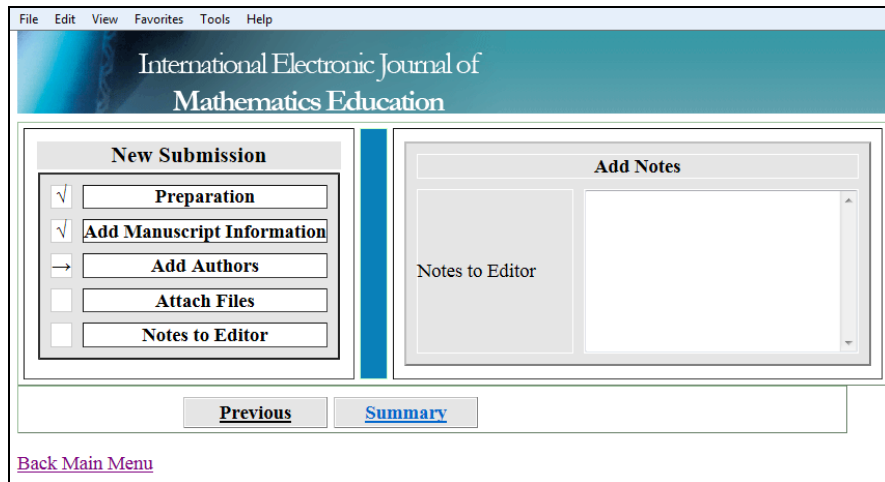 File Edit View Favorites Tools Help
International Electronic Journal of
Mathematics Education
New Submission
√ Preparation
√ Add Manuscript Information
→ Add Authors
Attach Files
Notes to Editor
Add Notes
Notes to Editor
Previous Summary
Back Main Menu